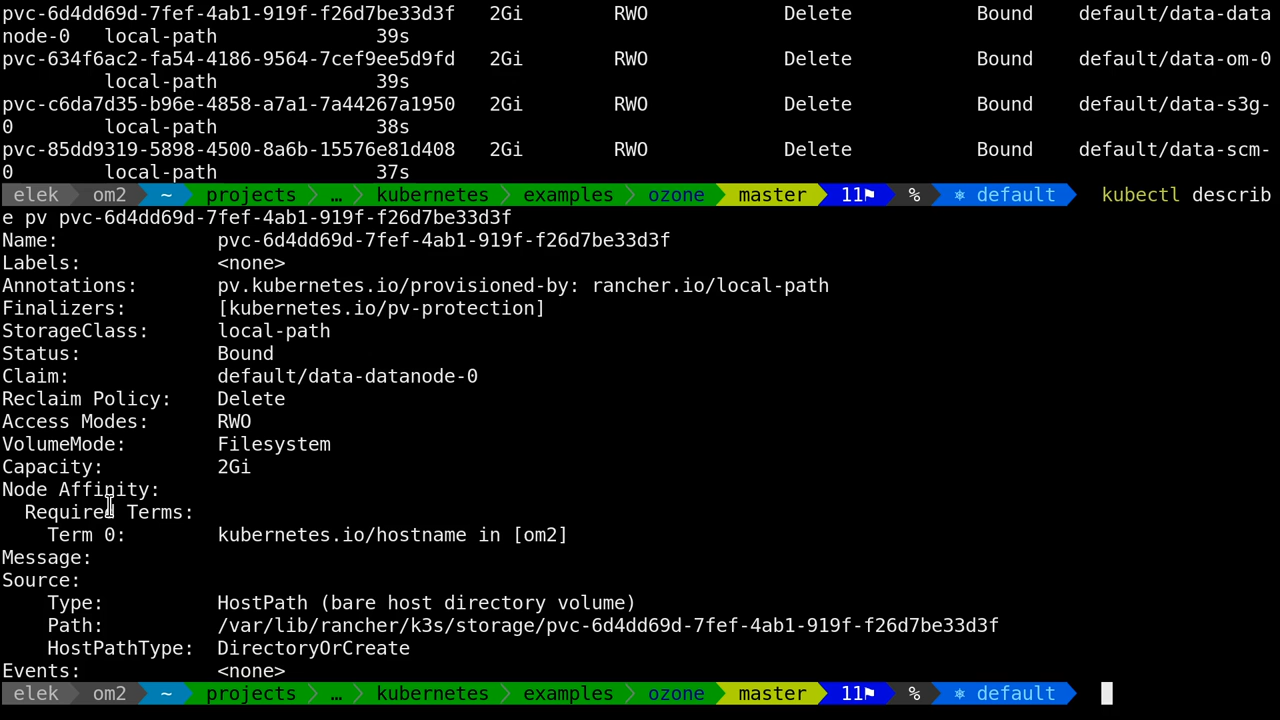 pvc-6d4dd69d-7fef-4ab1-919f-f26d7be33d3f   2Gi        RWO            Delete           Bound    default/data-data
node-0   local-path              39s
pvc-634f6ac2-fa54-4186-9564-7cef9ee5d9fd   2Gi        RWO            Delete           Bound    default/data-om-0
         local-path              39s
pvc-c6da7d35-b96e-4858-a7a1-7a44267a1950   2Gi        RWO            Delete           Bound    default/data-s3g-
0        local-path              38s
pvc-85dd9319-5898-4500-8a6b-15576e81d408   2Gi        RWO            Delete           Bound    default/data-scm-
0        local-path              37s
elek om2 ~ projects … kubernetes examples ozone master 11⚑ % ⎈ default kubectl describ
e pv pvc-6d4dd69d-7fef-4ab1-919f-f26d7be33d3f
Name:              pvc-6d4dd69d-7fef-4ab1-919f-f26d7be33d3f
Labels:            <none>
Annotations:       pv.kubernetes.io/provisioned-by: rancher.io/local-path
Finalizers:        [kubernetes.io/pv-protection]
StorageClass:      local-path
Status:            Bound
Claim:             default/data-datanode-0
Reclaim Policy:    Delete
Access Modes:      RWO
VolumeMode:        Filesystem
Capacity:          2Gi
Node Affinity:
  Required Terms:
    Term 0:        kubernetes.io/hostname in [om2]
Message:
Source:
    Type:          HostPath (bare host directory volume)
    Path:          /var/lib/rancher/k3s/storage/pvc-6d4dd69d-7fef-4ab1-919f-f26d7be33d3f
    HostPathType:  DirectoryOrCreate
Events:            <none>
elek om2 ~ projects … kubernetes examples ozone master 11⚑ % ⎈ default